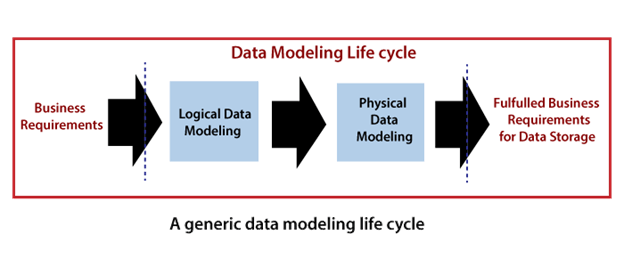 Data Modeling Life cycle
Business
Requirements
Logical Data
Modeling
Physical
Data
Modeling
Fulfulled Business
Requirements
for Data Storage
A generic data modeling life cycle